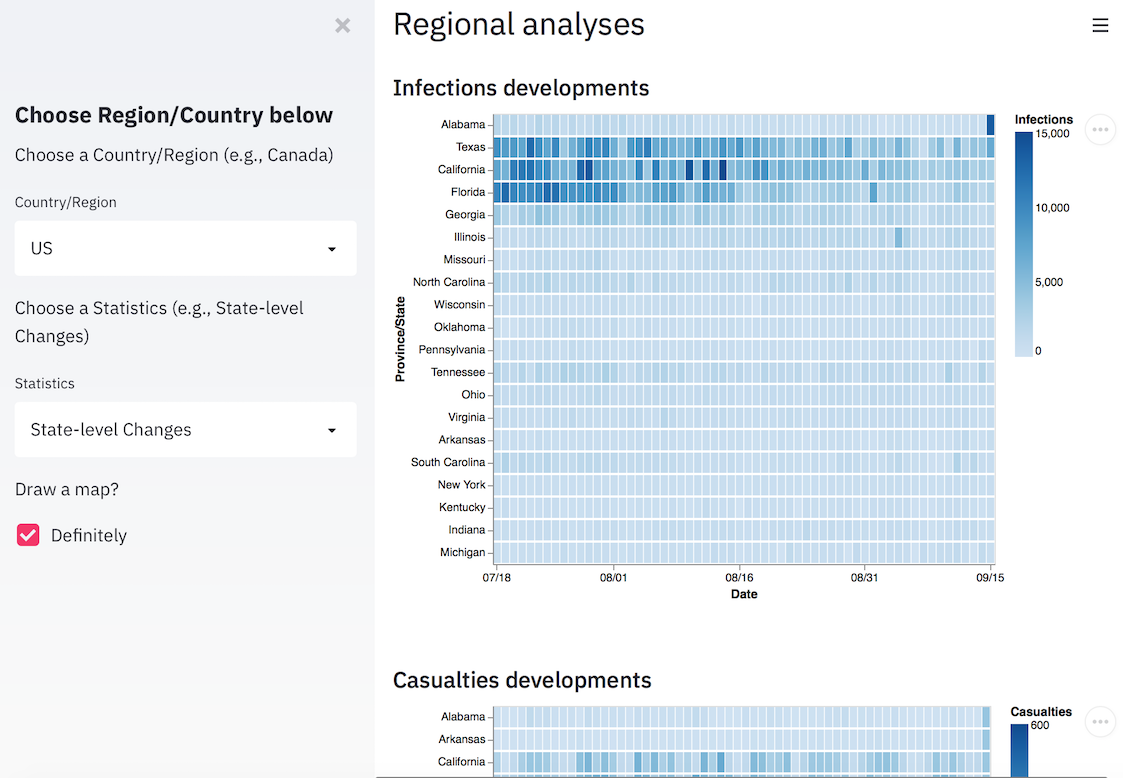 Choose Region/Country below
Choose a Country/Region (e.g., Canada)
Country/Region
US
Choose a Statistics (e.g., State-level
Changes)
Statistics
State-level Changes
Draw a map?
Definitely
Regional analyses
Infections developments
Province/State
Alabama
Texas
California
Florida
Georgia
Illinois
Missouri
North Carolina
Wisconsin
Oklahoma
Pennsylvania
Tennessee
Ohio
Virginia
Arkansas
South Carolina
New York
Kentucky
Indiana
Michigan
07/18 08/01 08/16 08/31 09/15
Date
Infections
15,000
10,000
5,000
0
Casualties developments
Alabama
Arkansas
California
Casualties
600